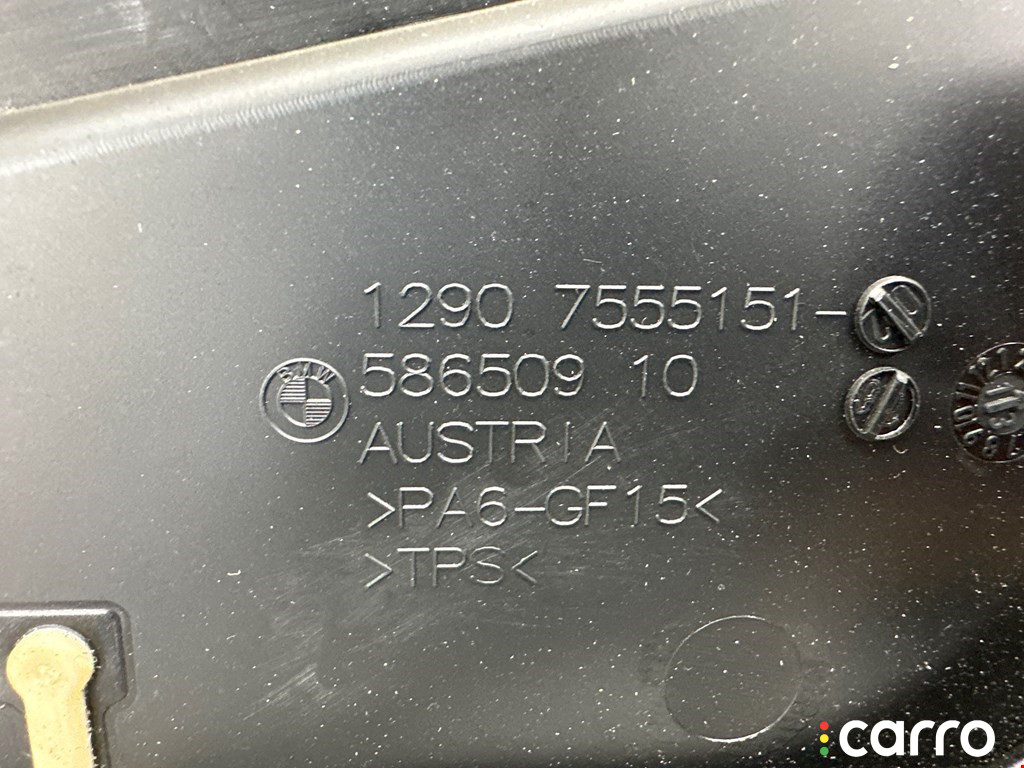 1290 7555151-
BMW
586509 10
AUSTRIA
>PA6-GF15<
>TPS<
carro